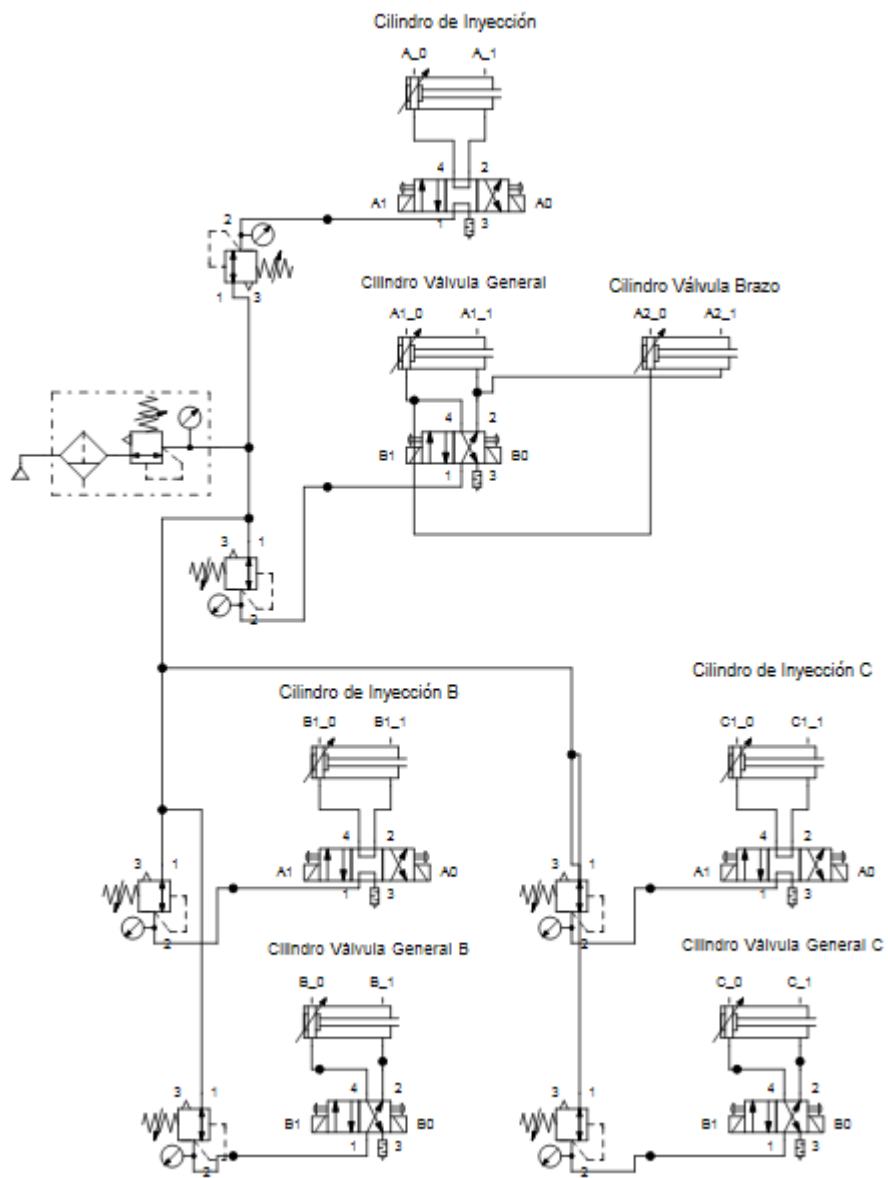 Cilindro de Inyección
A_0 A_1
4 2
A1 A0
1 3
2
1 3
Cilindro Válvula General
Cilindro Válvula Brazo
A1_0 A1_1
A2_0 A2_1
4 2
B1 B0
1 3
3 1
2
Cilindro de Inyección B
Cilindro de Inyección C
B1_0 B1_1
C1_0 C1_1
4 2
4 2
3 1
A1 A0
3 1
A1 A0
1 3
1 3
2
2
Cilindro Válvula General B
Cilindro Válvula General C
B_0 B_1
C_0 C_1
4 2
4 2
3 1
B1 B0
3 1
B1 B0
1 3
1 3
2
2